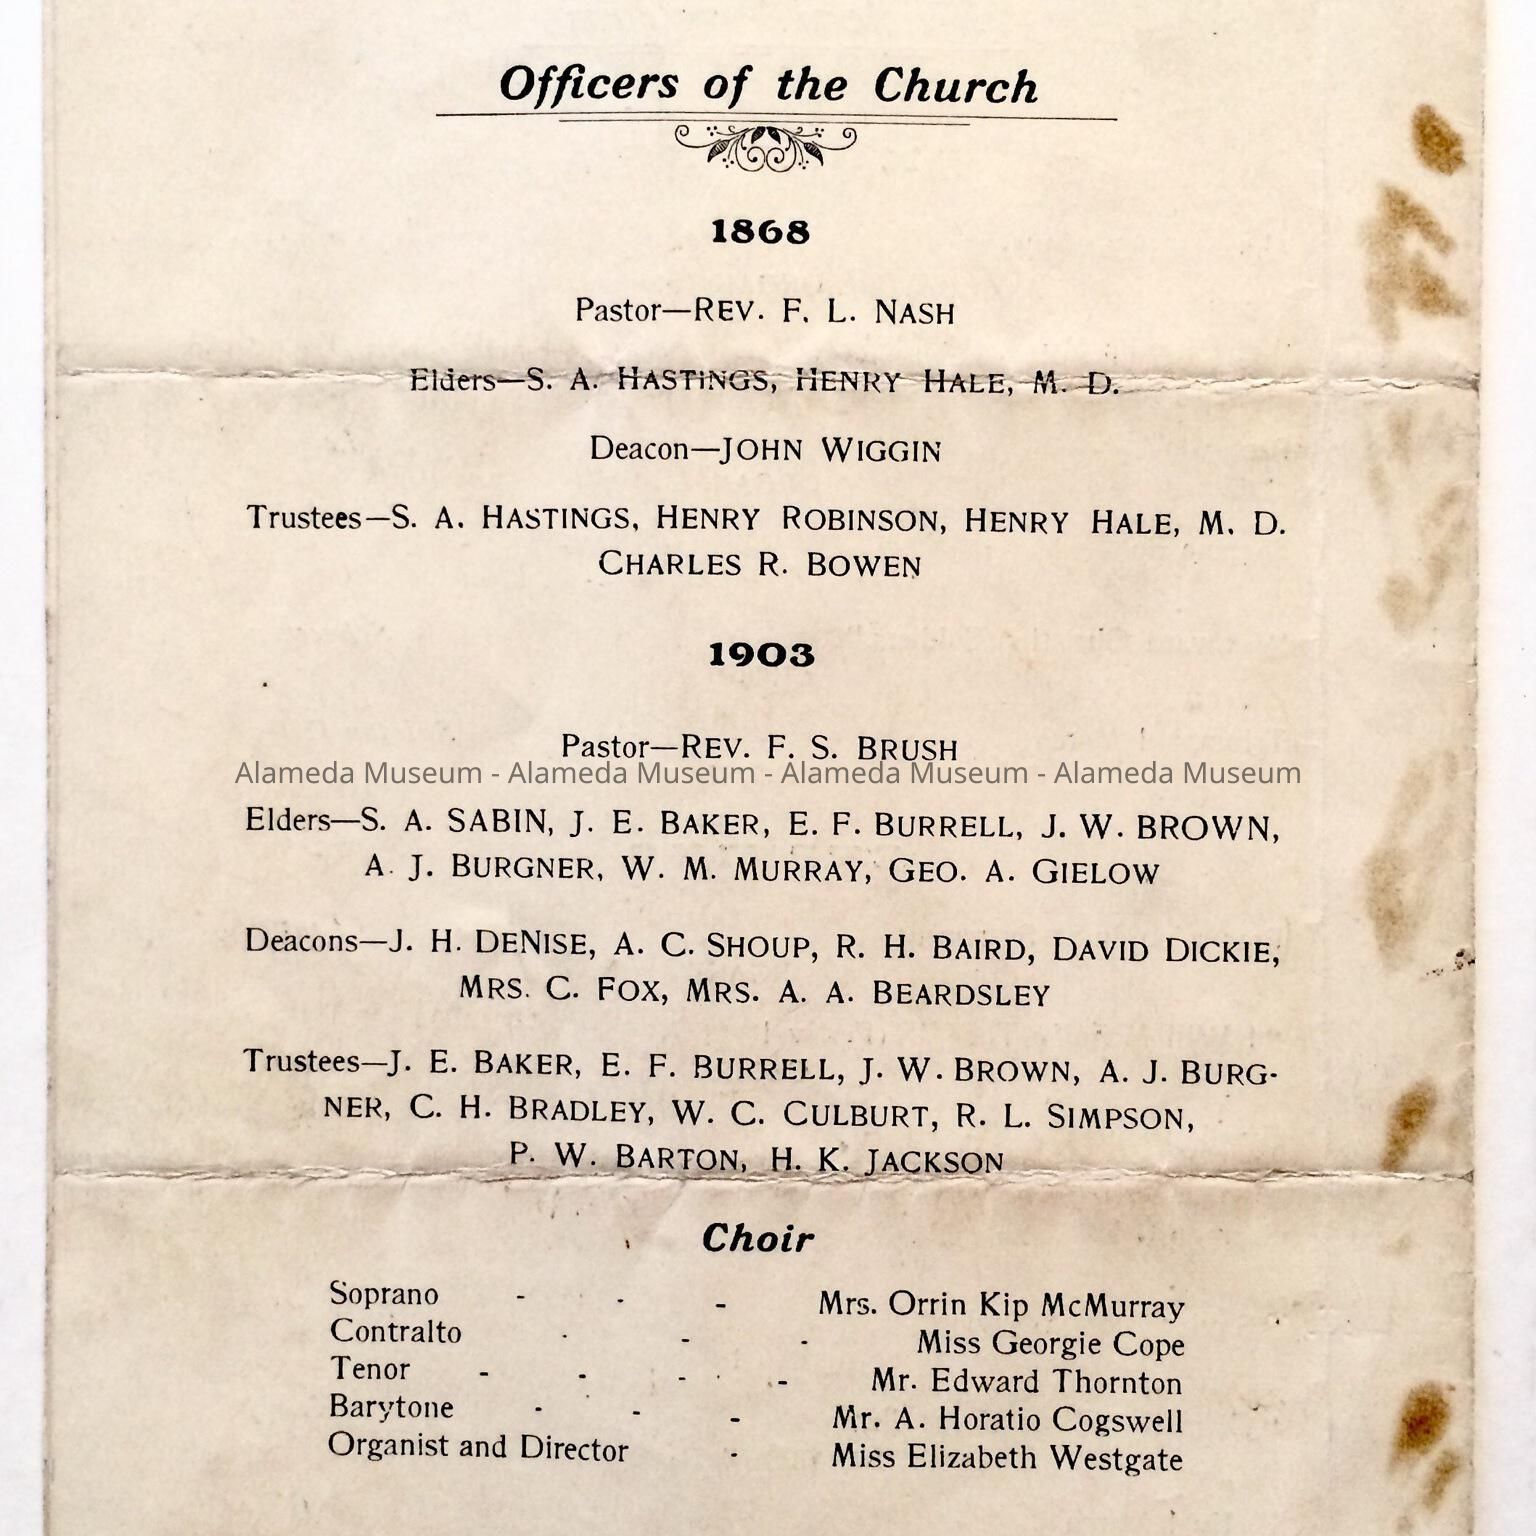 Officers of the Church
1868
Pastor—REV. F. L. NASH
Elders—S. A. HASTINGS, HENRY HALE, M. D.
Deacon—JOHN WIGGIN
Trustees—S. A. HASTINGS, HENRY ROBINSON, HENRY HALE, M. D.
CHARLES R. BOWEN
1903
Pastor—REV. F. S. BRUSH
Alameda Museum - Alameda Museum - Alameda Museum - Alameda Museum
Elders—S. A. SABIN, J. E. BAKER, E. F. BURRELL, J. W. BROWN,
A. J. BURGNER, W. M. MURRAY, GEO. A. GIELOW
Deacons—J. H. DENISE, A. C. SHOUP, R. H. BAIRD, DAVID DICKIE,
MRS. C. FOX, MRS. A. A. BEARDSLEY
Trustees—J. E. BAKER, E. F. BURRELL, J. W. BROWN, A. J. BURG-
NER, C. H. BRADLEY, W. C. CULBURT, R. L. SIMPSON,
P. W. BARTON, H. K. JACKSON
Choir
Soprano - - - Mrs. Orrin Kip McMurray
Contralto - - - Miss Georgie Cope
Tenor - - - - Mr. Edward Thornton
Barytone - - - Mr. A. Horatio Cogswell
Organist and Director - Miss Elizabeth Westgate